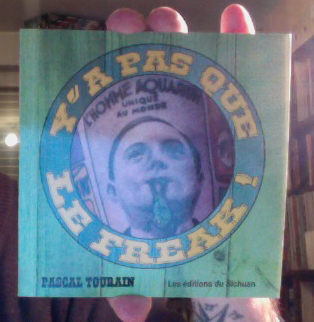 Y'A PAS QUE
L'HOMME AQUARIUM
UNIQUE
AU MONDE
LE FREAK !
PASCAL TOURAIN
Les éditions du Sichuan